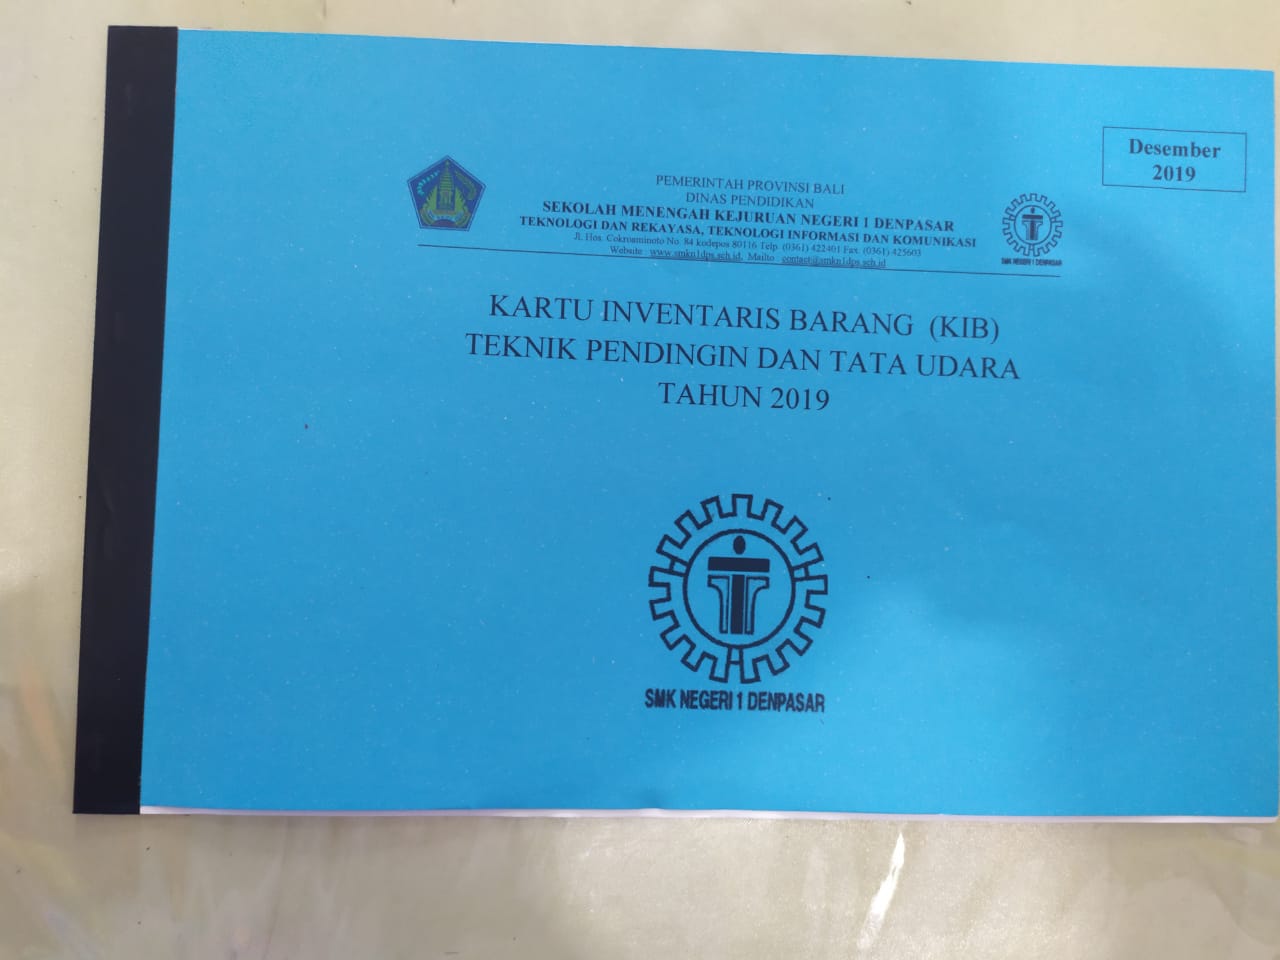 Desember
2019
PEMERINTAH PROVINSI BALI
DINAS PENDIDIKAN
SEKOLAH MENENGAH KEJURUAN NEGERI 1 DENPASAR
TEKNOLOGI DAN REKAYASA, TEKNOLOGI INFORMASI DAN KOMUNIKASI
Jl. Hos. Cokroaminoto No. 84 kodepos 80116 Telp. (0361) 422401 Fax. (0361) 425603
Website : www.smkn1dps.sch.id, Mailto : contact@smkn1dps.sch.id
SMK NEGERI 1 DENPASAR
KARTU INVENTARIS BARANG (KIB)
TEKNIK PENDINGIN DAN TATA UDARA
TAHUN 2019
SMK NEGERI 1 DENPASAR